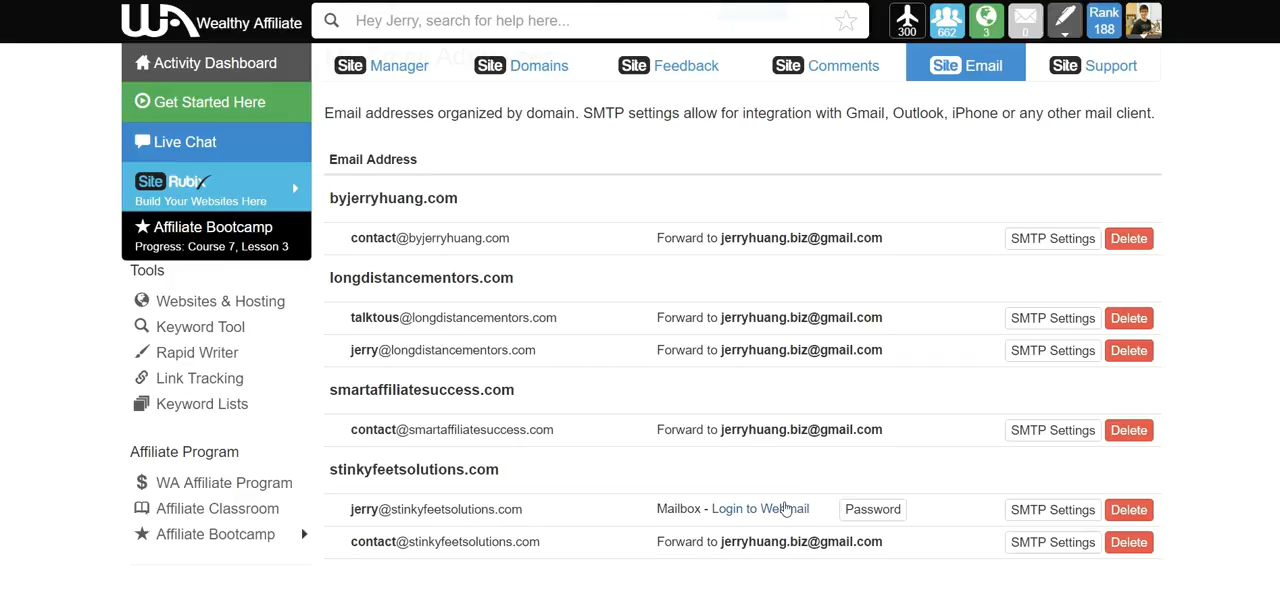 WA Wealthy Affiliate
Hey Jerry, search for help here...
300
662
3
0
Rank
188
Activity Dashboard
Get Started Here
Live Chat
Site Rubix
Build Your Websites Here
Affiliate Bootcamp
Progress: Course 7, Lesson 3
Tools
Websites & Hosting
Keyword Tool
Rapid Writer
Link Tracking
Keyword Lists
Affiliate Program
$ WA Affiliate Program
Affiliate Classroom
Affiliate Bootcamp
Site Manager
Site Domains
Site Feedback
Site Comments
Site Email
Site Support
Email addresses organized by domain. SMTP settings allow for integration with Gmail, Outlook, iPhone or any other mail client.
Email Address
byjerryhuang.com
contact@byjerryhuang.com Forward to jerryhuang.biz@gmail.com SMTP Settings Delete
longdistancementors.com
talktous@longdistancementors.com Forward to jerryhuang.biz@gmail.com SMTP Settings Delete
jerry@longdistancementors.com Forward to jerryhuang.biz@gmail.com SMTP Settings Delete
smartaffiliatesuccess.com
contact@smartaffiliatesuccess.com Forward to jerryhuang.biz@gmail.com SMTP Settings Delete
stinkyfeetsolutions.com
jerry@stinkyfeetsolutions.com Mailbox - Login to Webmail Password SMTP Settings Delete
contact@stinkyfeetsolutions.com Forward to jerryhuang.biz@gmail.com SMTP Settings Delete